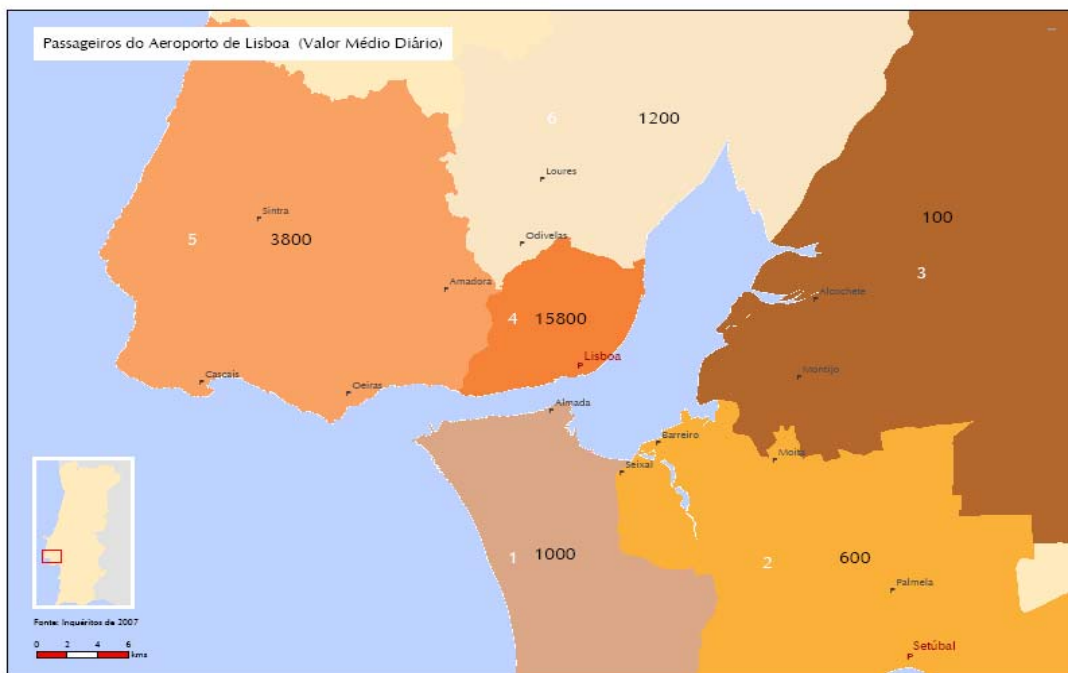 Passageiros do Aeroporto de Lisboa (Valor Médio Diário)
6 1200
Loures
Sintra
100
5 3800
Odivelas
3
Amadora
Alcochete
4 15800
Lisboa
Montijo
Cascais
Oeiras
Almada
Barreiro
Moita
Seixal
1 1000
2 600
Palmela
Fonte: Inquéritos de 2007
Setúbal
0 2 4 6
kms